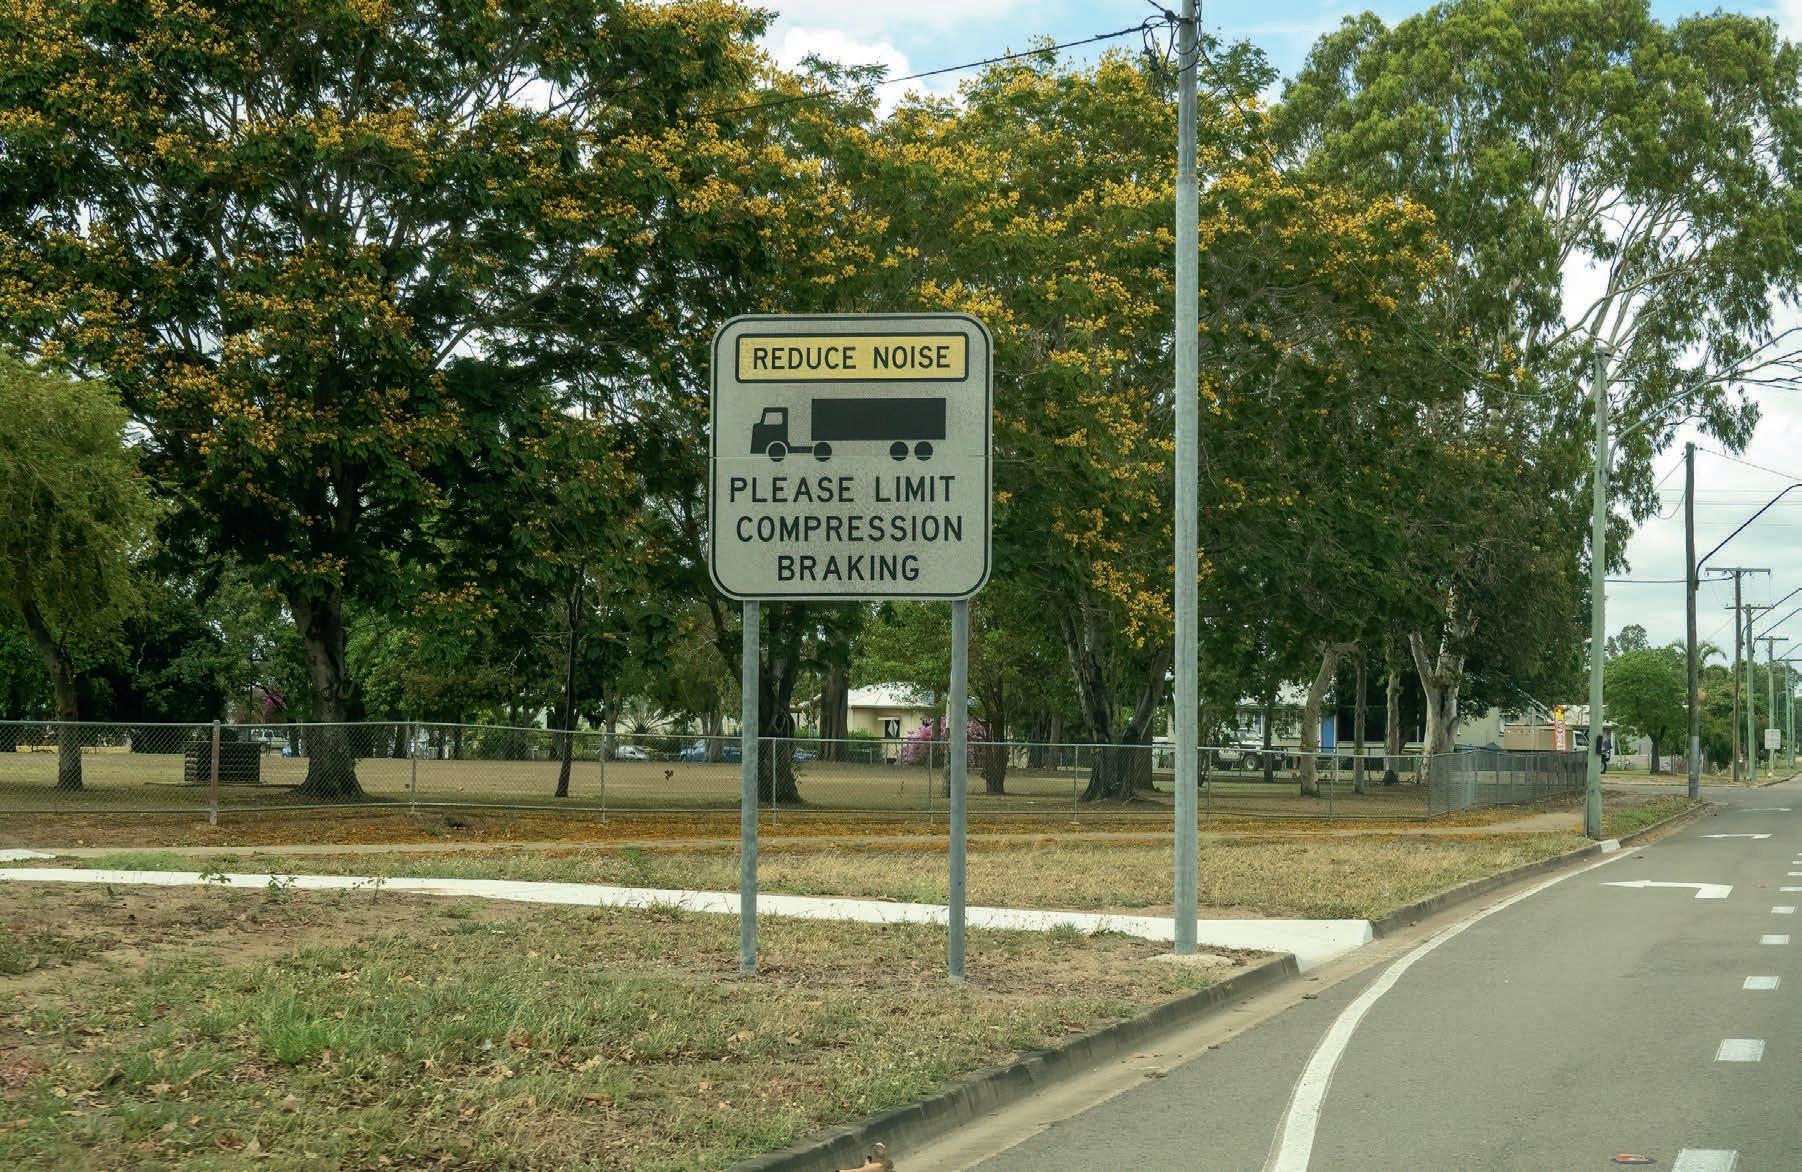 REDUCE NOISE
PLEASE LIMIT
COMPRESSION
BRAKING